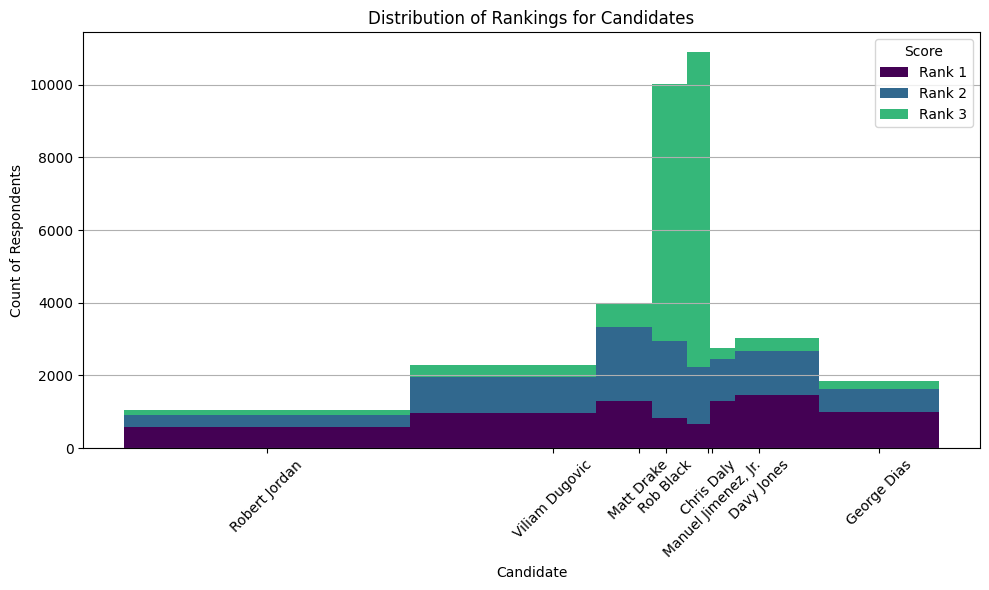 Distribution of Rankings for Candidates
Score
Rank 1
Rank 2
Rank 3
Count of Respondents
10000
8000
6000
4000
2000
0
Robert Jordan
Viliam Dugovic
Matt Drake
Rob Black
Chris Daly
Manuel Jimenez, Jr.
Davy Jones
George Dias
Candidate